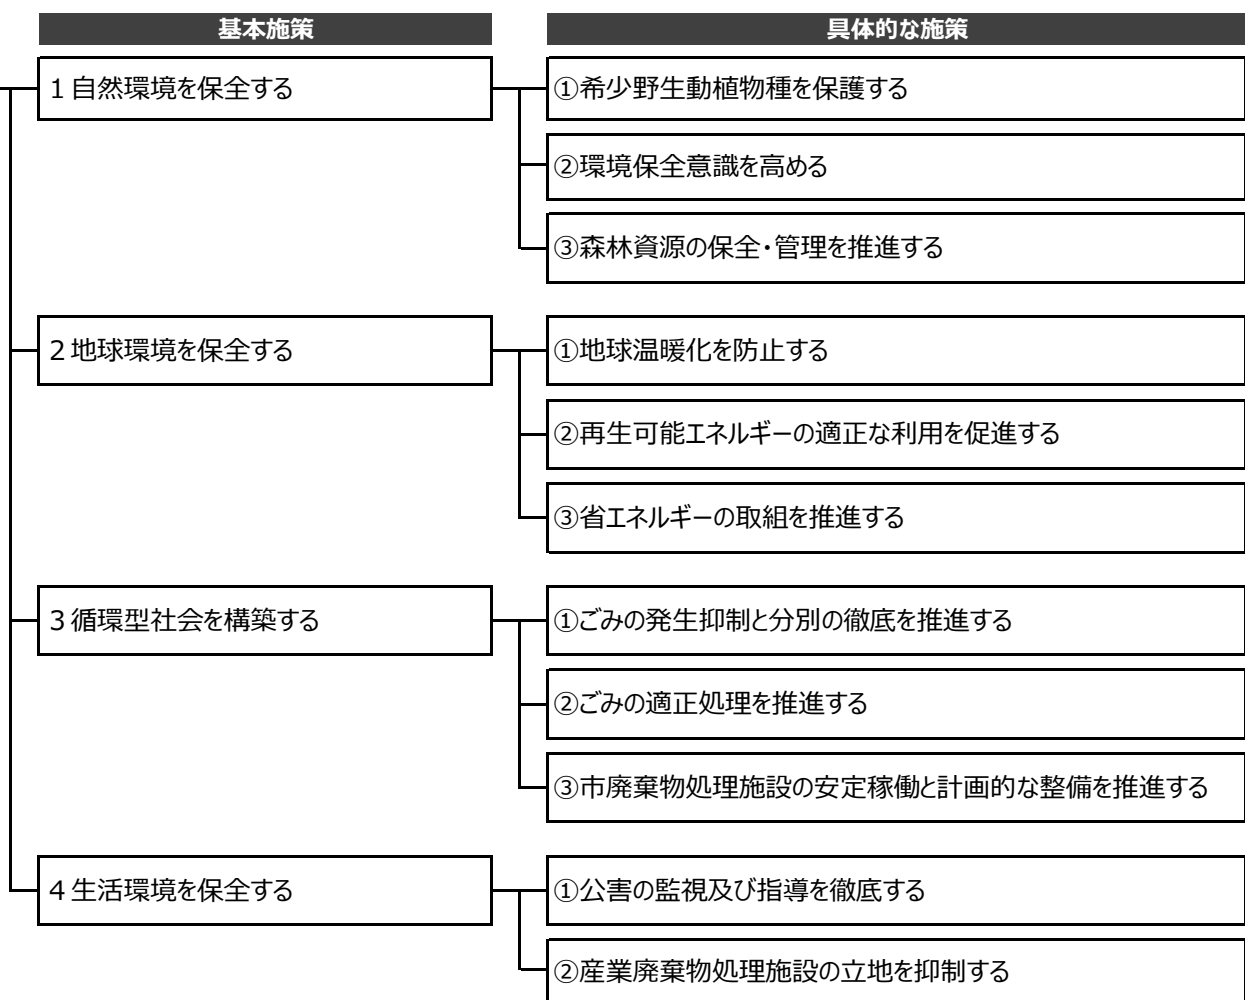 基本施策
具体的な施策
1 自然環境を保全する
①希少野生動植物種を保護する
②環境保全意識を高める
③森林資源の保全・管理を推進する
2 地球環境を保全する
①地球温暖化を防止する
②再生可能エネルギーの適正な利用を促進する
③省エネルギーの取組を推進する
3 循環型社会を構築する
①ごみの発生抑制と分別の徹底を推進する
②ごみの適正処理を推進する
③市廃棄物処理施設の安定稼働と計画的な整備を推進する
4 生活環境を保全する
①公害の監視及び指導を徹底する
②産業廃棄物処理施設の立地を抑制する